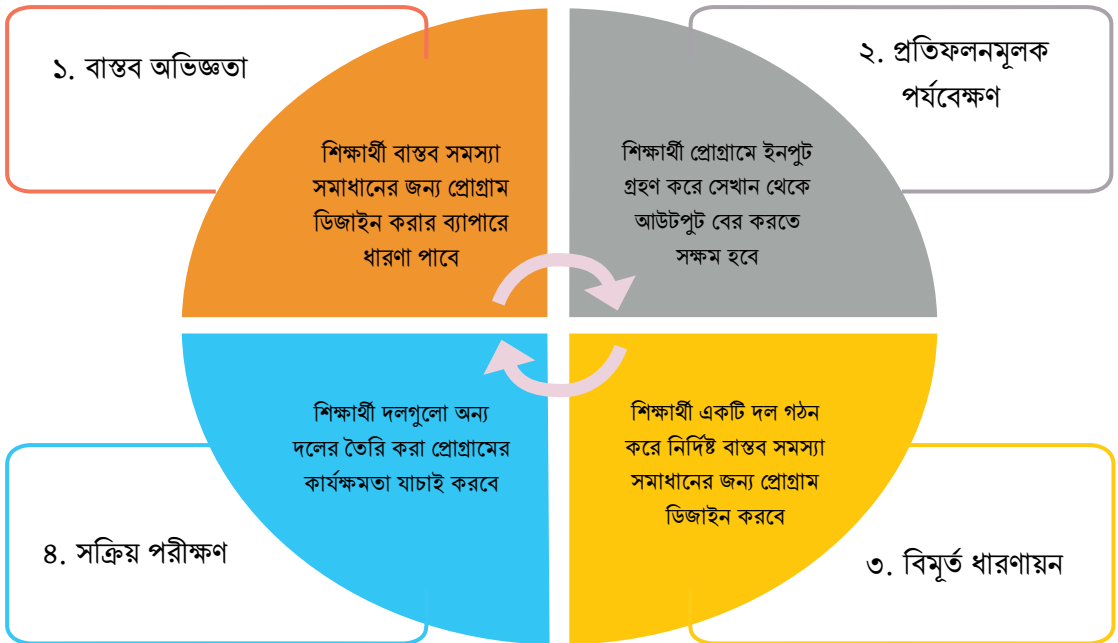 ১. বাস্তব অভিজ্ঞতা
শিক্ষার্থী বাস্তব সমস্যা
সমাধানের জন্য প্রোগ্রাম
ডিজাইন করার ব্যাপারে
ধারণা পাবে
২. প্রতিফলনমূলক
পর্যবেক্ষণ
শিক্ষার্থী প্রোগ্রামে ইনপুট
গ্রহণ করে সেখান থেকে
আউটপুট বের করতে
সক্ষম হবে
শিক্ষার্থী একটি দল গঠন
করে নির্দিষ্ট বাস্তব সমস্যা
সমাধানের জন্য প্রোগ্রাম
ডিজাইন করবে
৩. বিমূর্ত ধারণায়ন
শিক্ষার্থী দলগুলো অন্য
দলের তৈরি করা প্রোগ্রামের
কার্যক্ষমতা যাচাই করবে
৪. সক্রিয় পরীক্ষণ